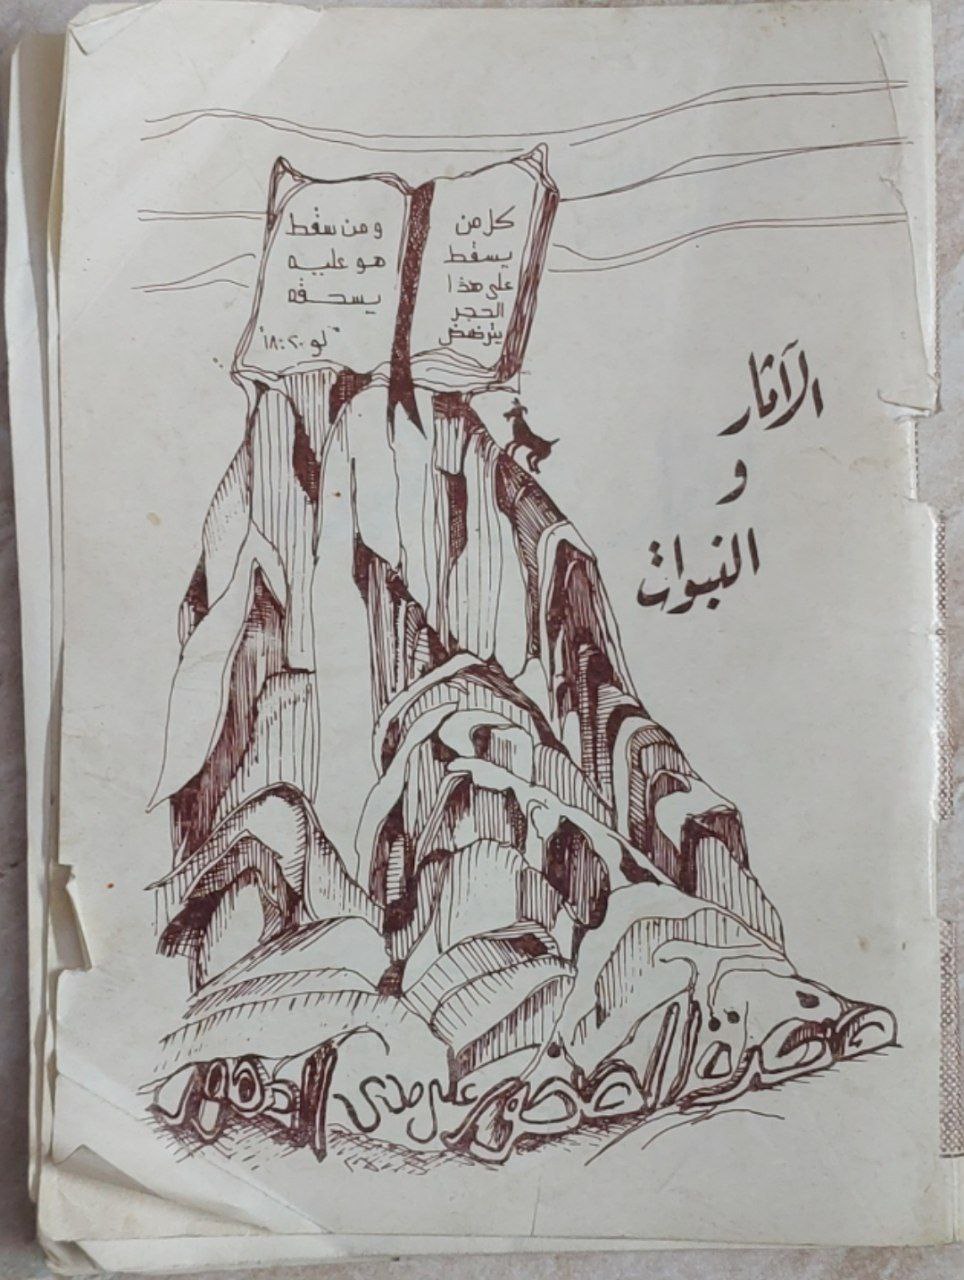 كل من
يسقط
على هذا
الحجر
يترضض
ومن سقط
هو عليه
يسحقه
لو ٢٠:١٨
الآثار
و
النبوات
صخرة الصخور على مدى الدهور